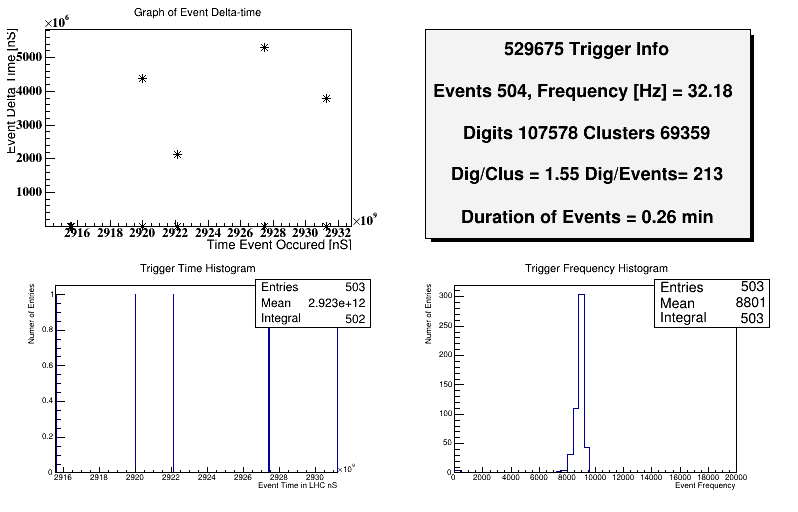 Graph of Event Delta-time
×10⁶
Event Delta Time [nS]
5000
4000
3000
2000
1000
2916 2918 2920 2922 2924 2926 2928 2930 2932
×10⁹
Time Event Occured [nS]
529675 Trigger Info
Events 504, Frequency [Hz] = 32.18
Digits 107578 Clusters 69359
Dig/Clus = 1.55 Dig/Events= 213
Duration of Events = 0.26 min
Trigger Time Histogram
Entries 503
Mean 2.923e+12
Integral 502
Numer of Entries
1
0.8
0.6
0.4
0.2
0
2916 2918 2920 2922 2924 2926 2928 2930
×10⁹
Event Time in LHC nS
Trigger Frequency Histogram
Entries 503
Mean 8801
Integral 503
Numer of Entries
300
250
200
150
100
50
0
0 2000 4000 6000 8000 10000 12000 14000 16000 18000 20000
Event Frequency